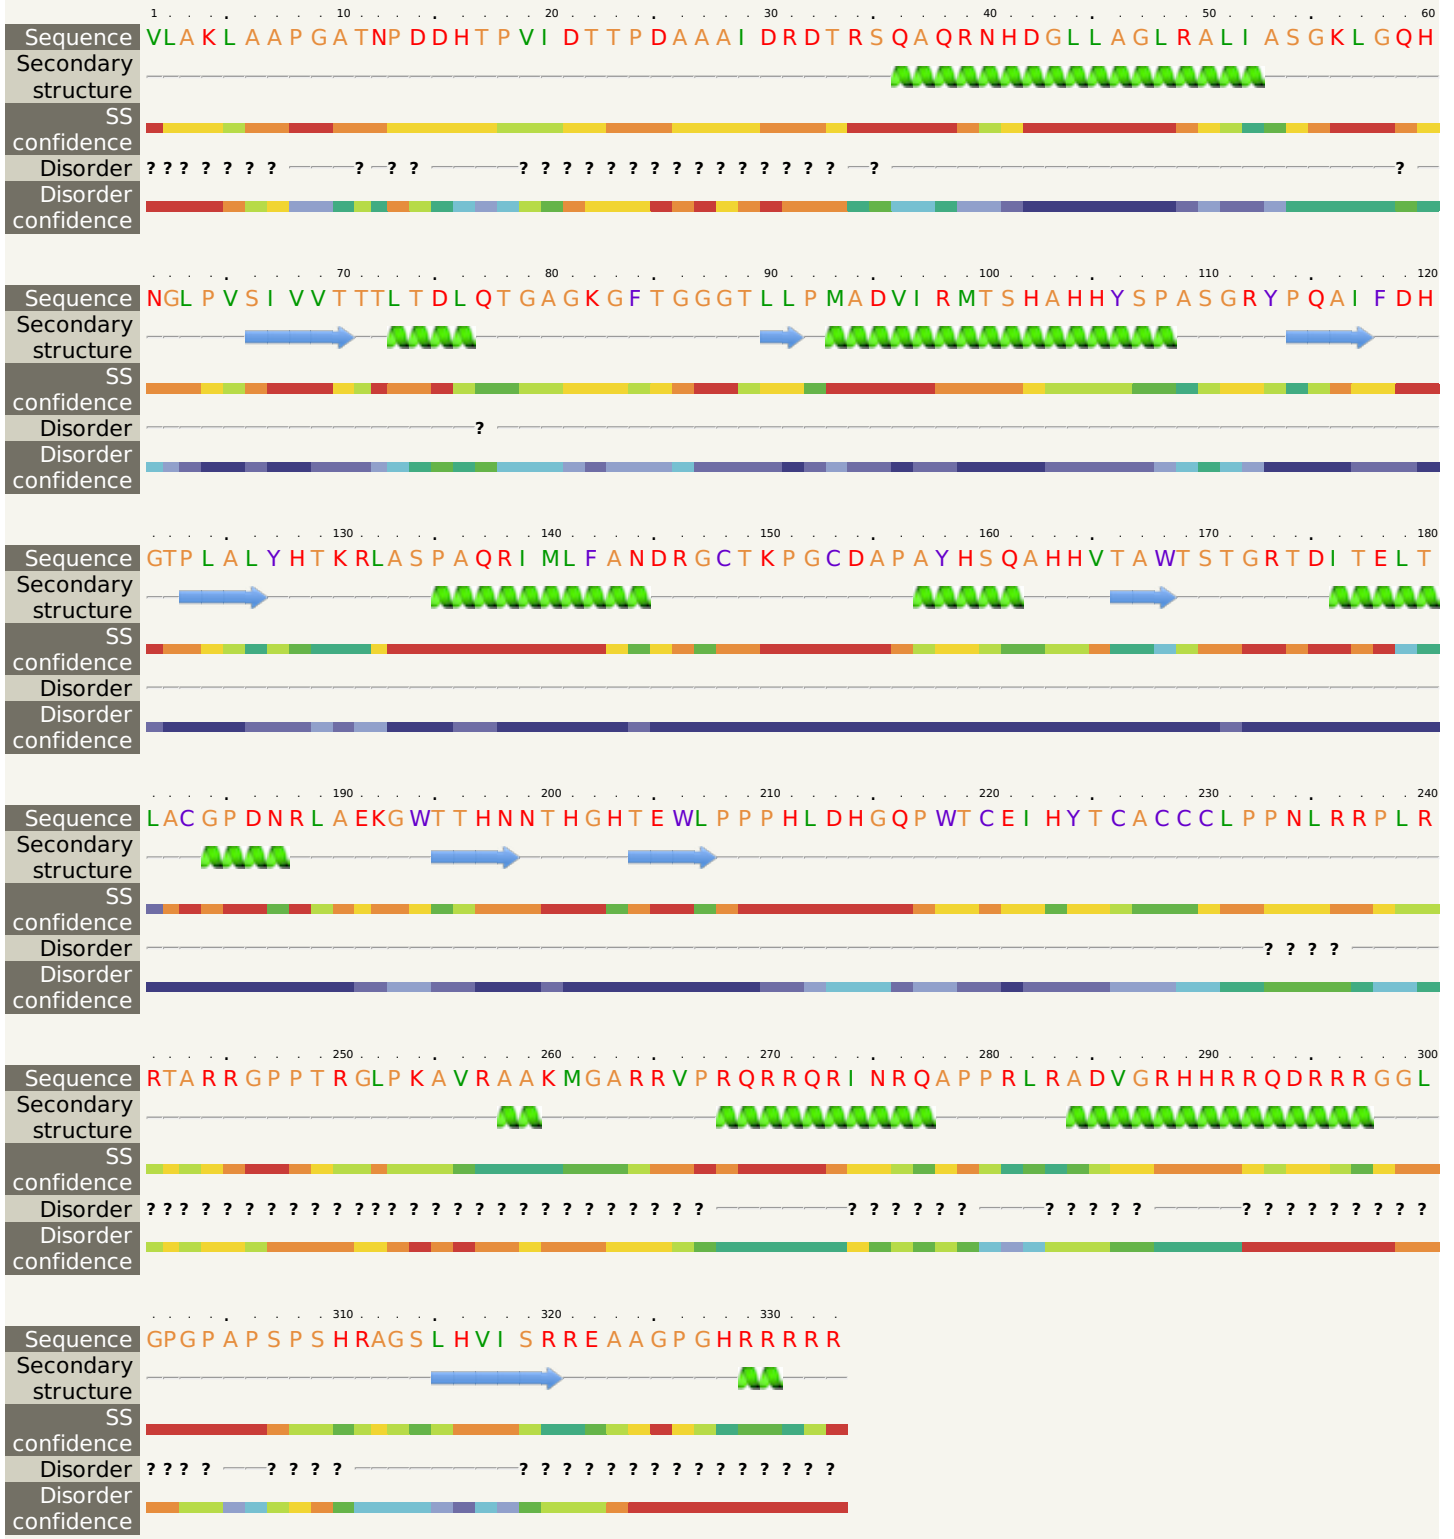 1 10 20 30 40 50 60
Sequence VLAKLAAPGATNPDDHTPVIDTTPDAAAIDRDTRSQAQRNHDGLLAGLRALIASGKLGQH
Secondary
structure
SS
confidence
Disorder ??????? ? ?? ??????????????? ? ?
Disorder
confidence
70 80 90 100 110 120
Sequence NGLPVSIVVTTTLTDLQTGAGKGFTGGGTLLPMADVIRMTSHAHHYSPASGRYPQAIFDH
Secondary
structure
SS
confidence
Disorder ?
Disorder
confidence
130 140 150 160 170 180
Sequence GTPLALYHTKRLASPAQRIMLFANDRGCTKPGCDAPAYHSQAHHVTAWTSTGRTDITELT
Secondary
structure
SS
confidence
Disorder
Disorder
confidence
190 200 210 220 230 240
Sequence LACGPDNRLAEKGWTTHNNTHGHTEWLPPPHLDHGQPWTCEIHYTCACCCLPPNLRRPLR
Secondary
structure
SS
confidence
Disorder ????
Disorder
confidence
250 260 270 280 290 300
Sequence RTARRGPPTRGLPKAVRAAKMGARRVPRQRRQRINRQAPPRLRADVGRHHRRQDRRRGGL
Secondary
structure
SS
confidence
Disorder ??????????????????????????? ?????? ????? ?????????
Disorder
confidence
310 320 330
Sequence GPGPAPSPSHRAGSLHVISRREAAGPGHRRRRR
Secondary
structure
SS
confidence
Disorder ???? ???? ???????????????
Disorder
confidence